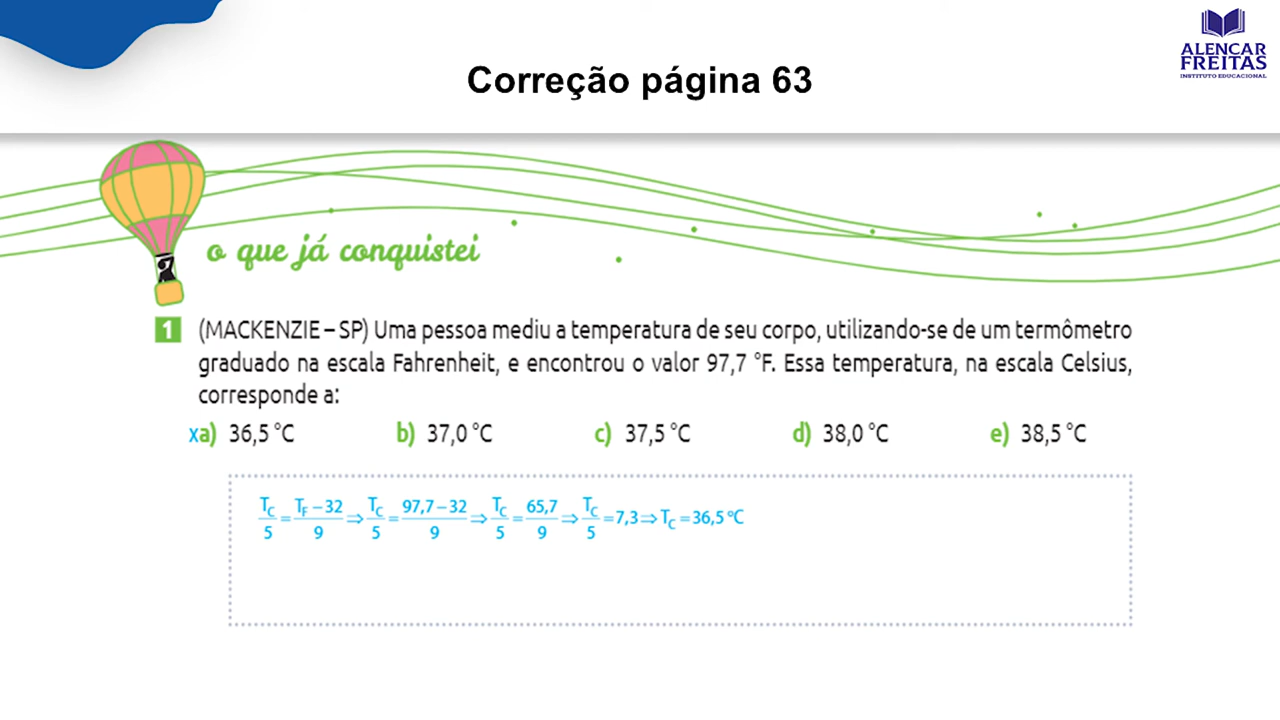 ALENCAR
FREITAS
INSTITUTO EDUCACIONAL
Correção página 63
o que já conquistei
1 (MACKENZIE – SP) Uma pessoa mediu a temperatura de seu corpo, utilizando-se de um termômetro
graduado na escala Fahrenheit, e encontrou o valor 97,7 °F. Essa temperatura, na escala Celsius,
corresponde a:
xa) 36,5 °C b) 37,0 °C c) 37,5 °C d) 38,0 °C e) 38,5 °C
T_C/5 = (T_F – 32)/9 ⇒ T_C/5 = (97,7 – 32)/9 ⇒ T_C/5 = 65,7/9 ⇒ T_C/5 = 7,3 ⇒ T_C = 36,5 °C